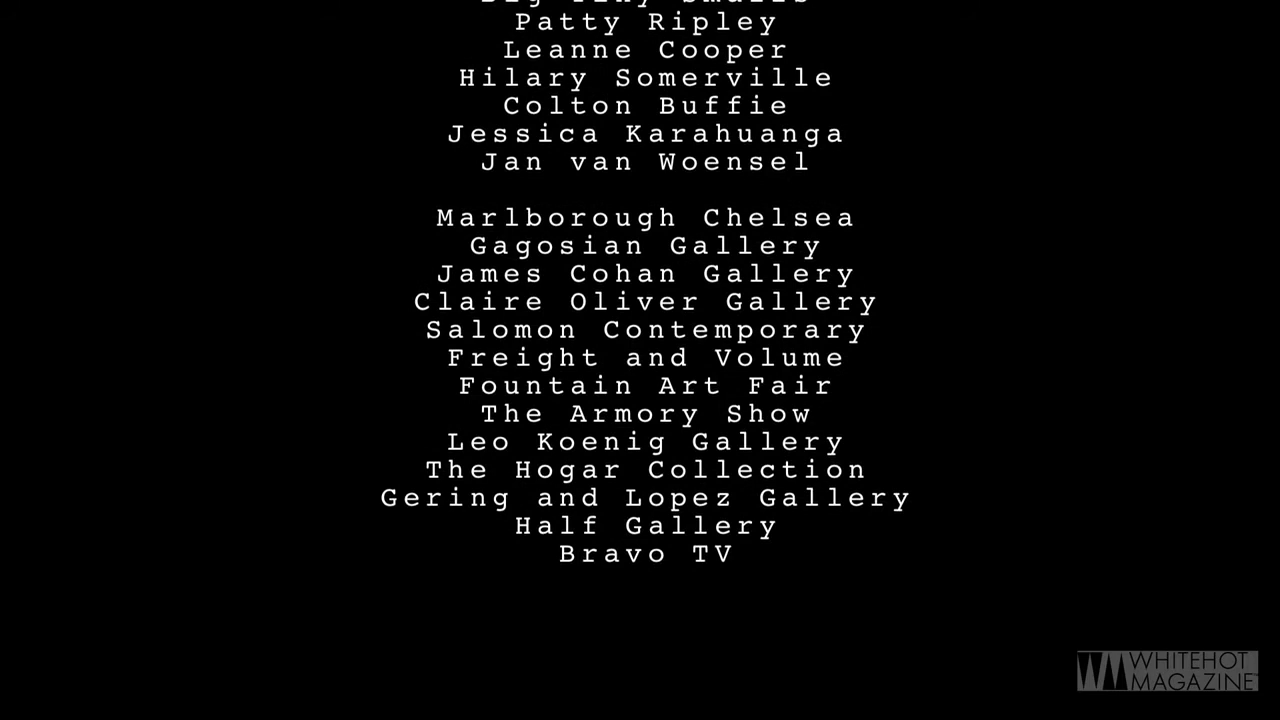 Patty Ripley
Leanne Cooper
Hilary Somerville
Colton Buffie
Jessica Karahuanga
Jan van Woensel
Marlborough Chelsea
Gagosian Gallery
James Cohan Gallery
Claire Oliver Gallery
Salomon Contemporary
Freight and Volume
Fountain Art Fair
The Armory Show
Leo Koenig Gallery
The Hogar Collection
Gering and Lopez Gallery
Half Gallery
Bravo TV
WHITEHOT
MAGAZINE